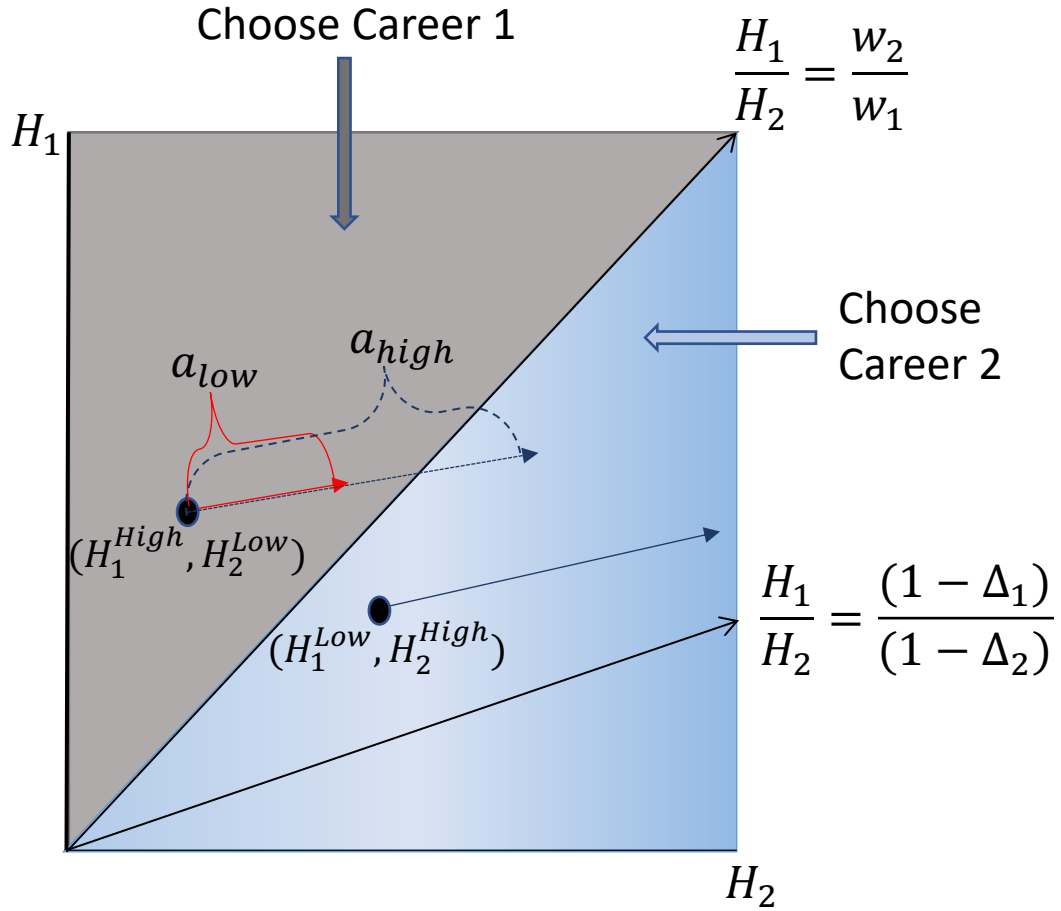 Choose Career 1
H₁/H₂ = w₂/w₁
H₁
Choose
Career 2
a_high
a_low
(H₁^High, H₂^Low)
(H₁^Low, H₂^High)
H₁/H₂ = (1 − Δ₁)/(1 − Δ₂)
H₂